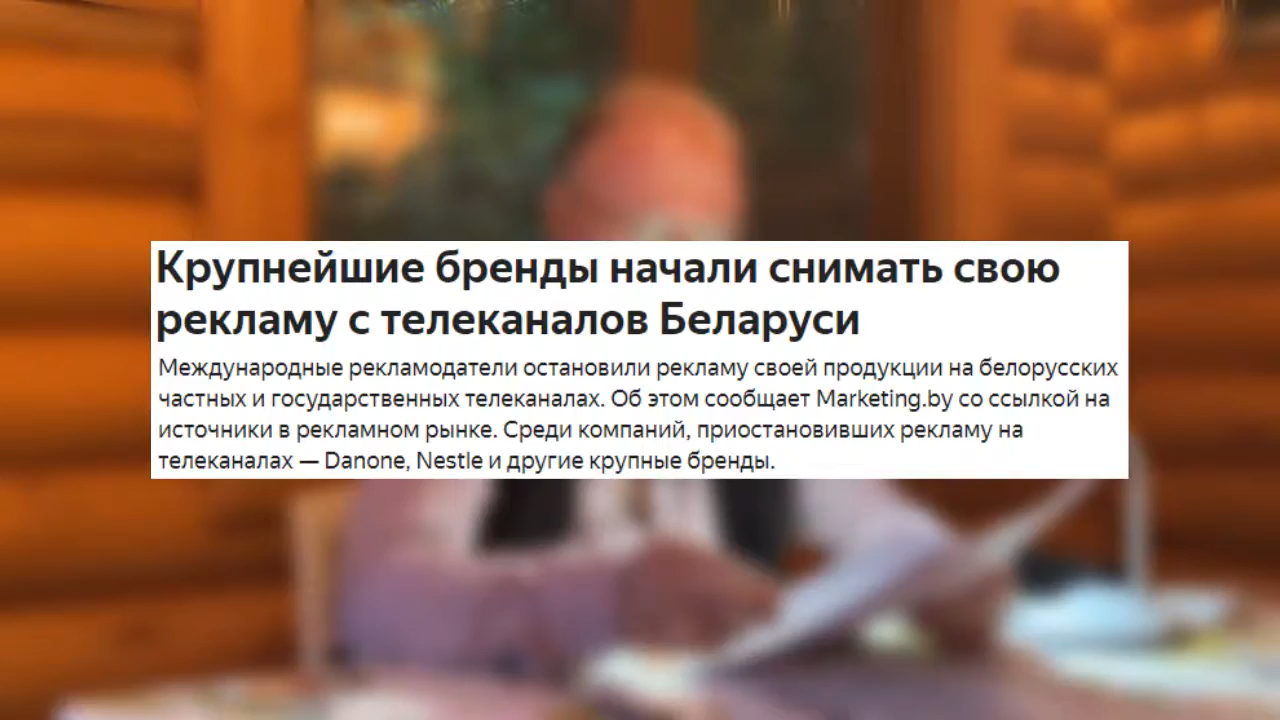 Крупнейшие бренды начали снимать свою
рекламу с телеканалов Беларуси
Международные рекламодатели остановили рекламу своей продукции на белорусских
частных и государственных телеканалах. Об этом сообщает Marketing.by со ссылкой на
источники в рекламном рынке. Среди компаний, приостановивших рекламу на
телеканалах — Danone, Nestle и другие крупные бренды.